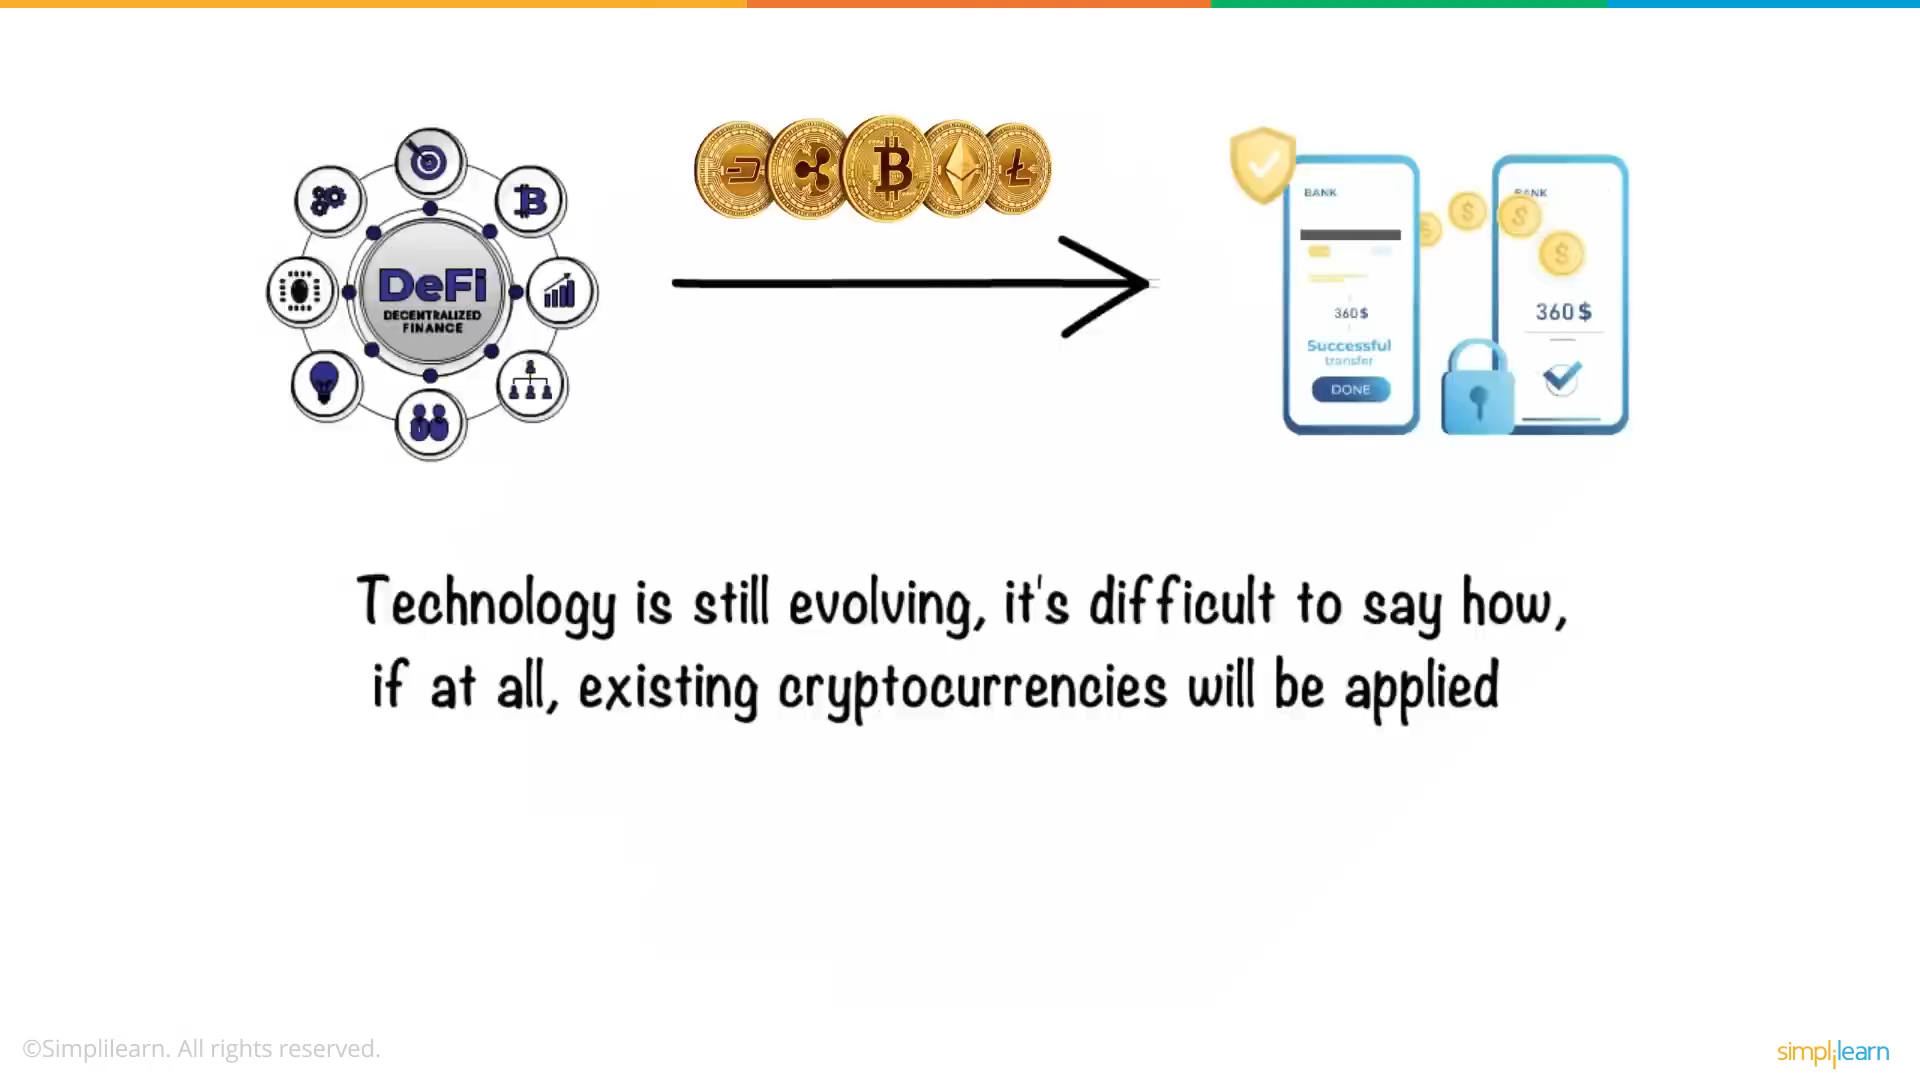 DeFi
DECENTRALIZED
FINANCE
BANK
360$
Successful
transfer
DONE
BANK
360$
Technology is still evolving, it's difficult to say how,
if at all, existing cryptocurrencies will be applied
©Simplilearn. All rights reserved.
simplilearn